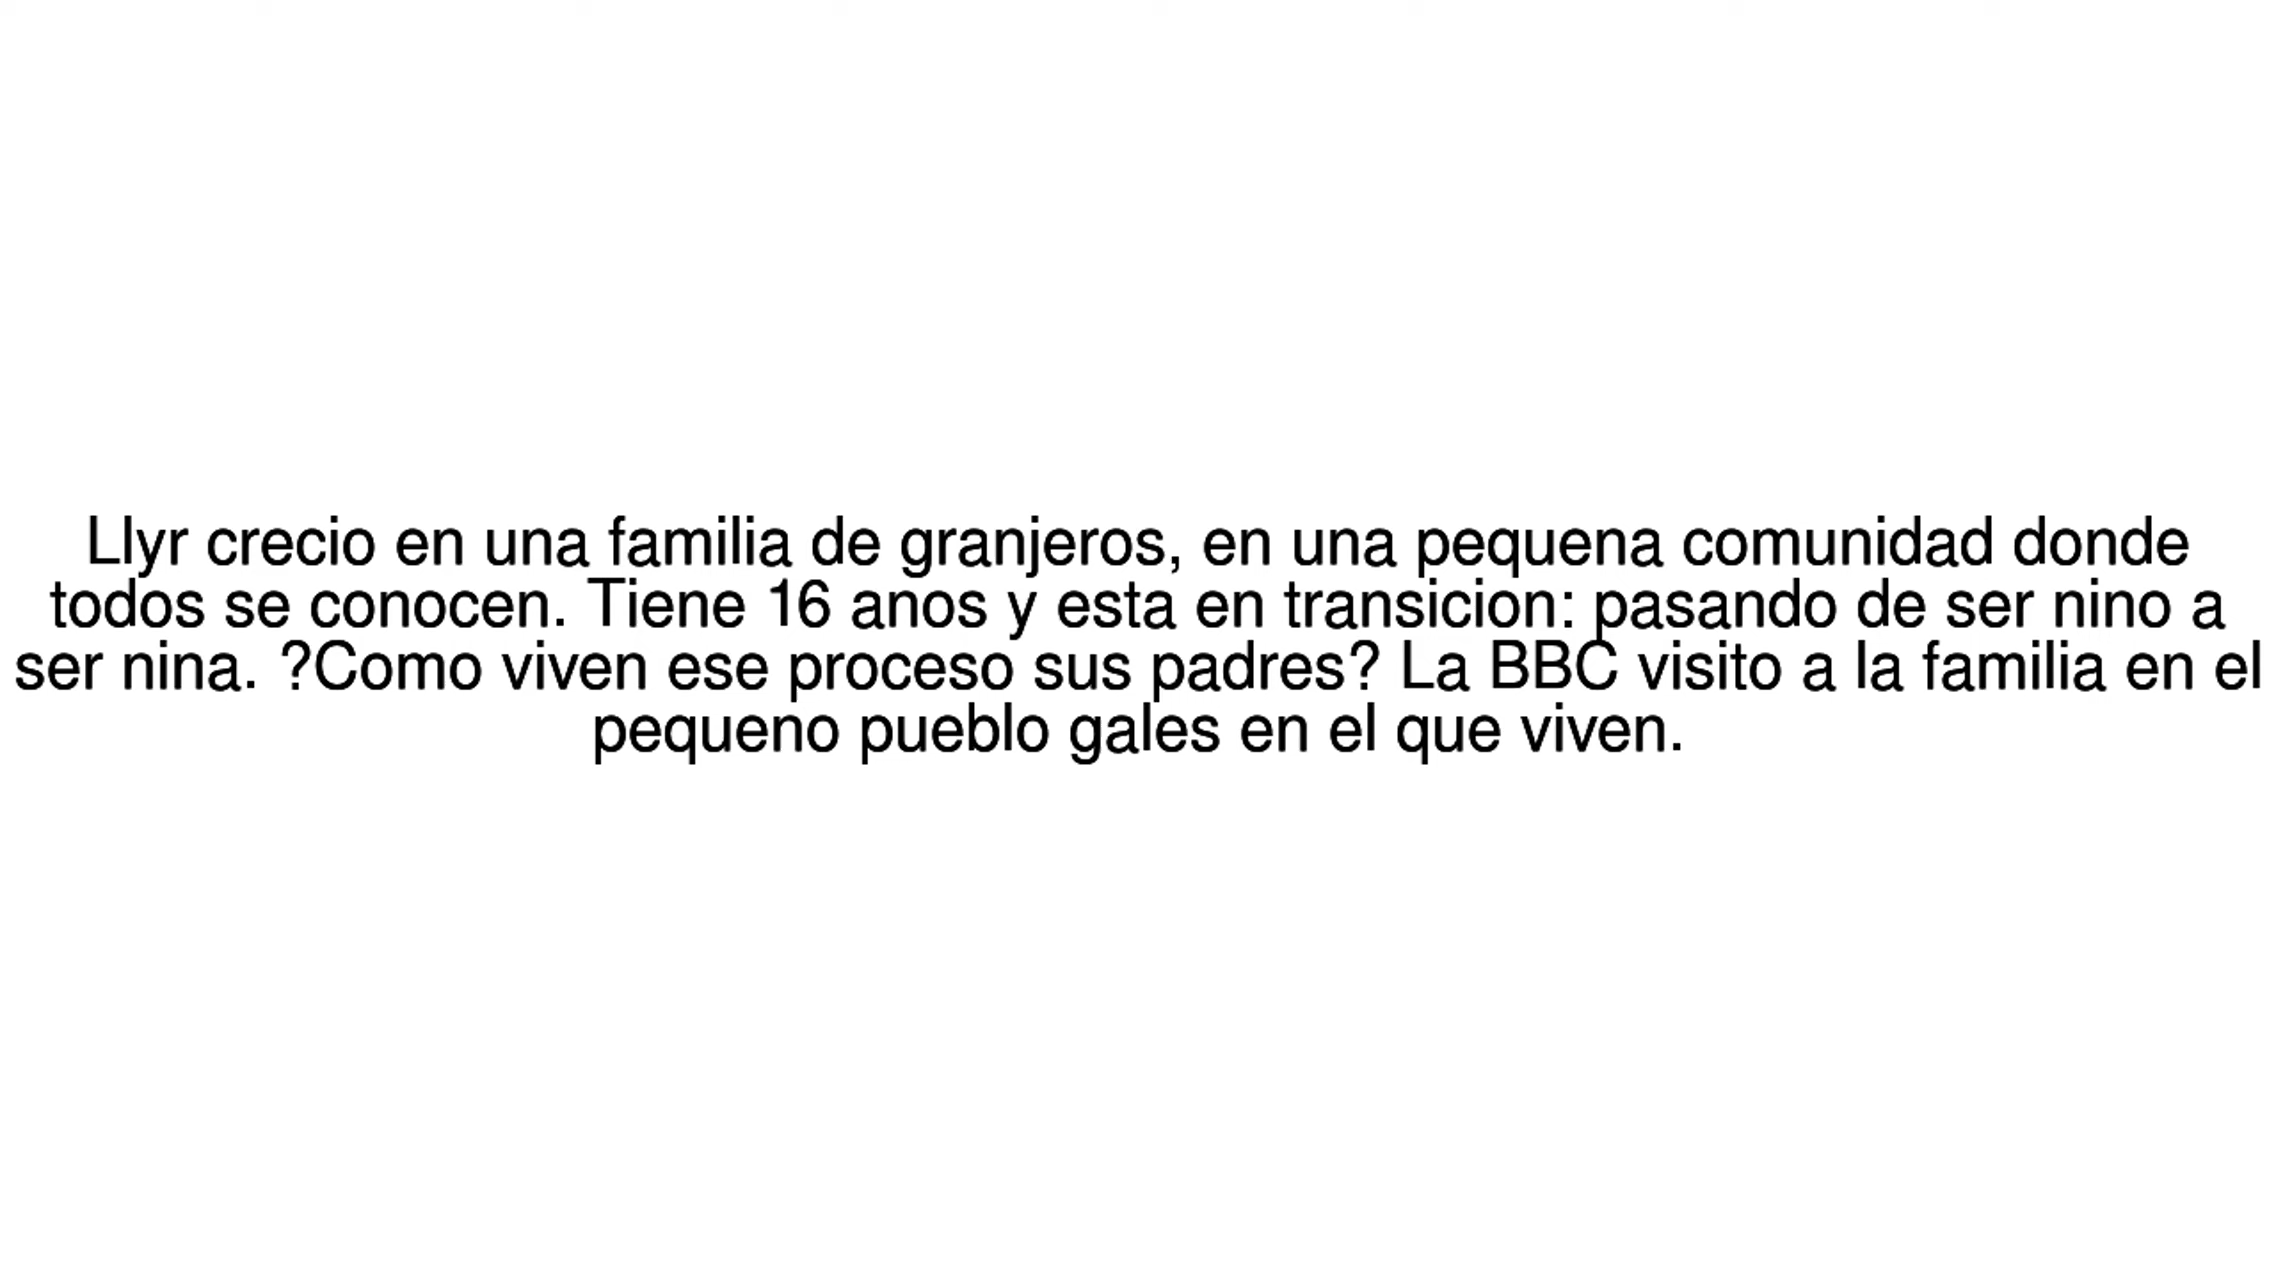 Llyr crecio en una familia de granjeros, en una pequena comunidad donde
todos se conocen. Tiene 16 anos y esta en transicion: pasando de ser nino a
ser nina. ?Como viven ese proceso sus padres? La BBC visito a la familia en el
pequeno pueblo gales en el que viven.